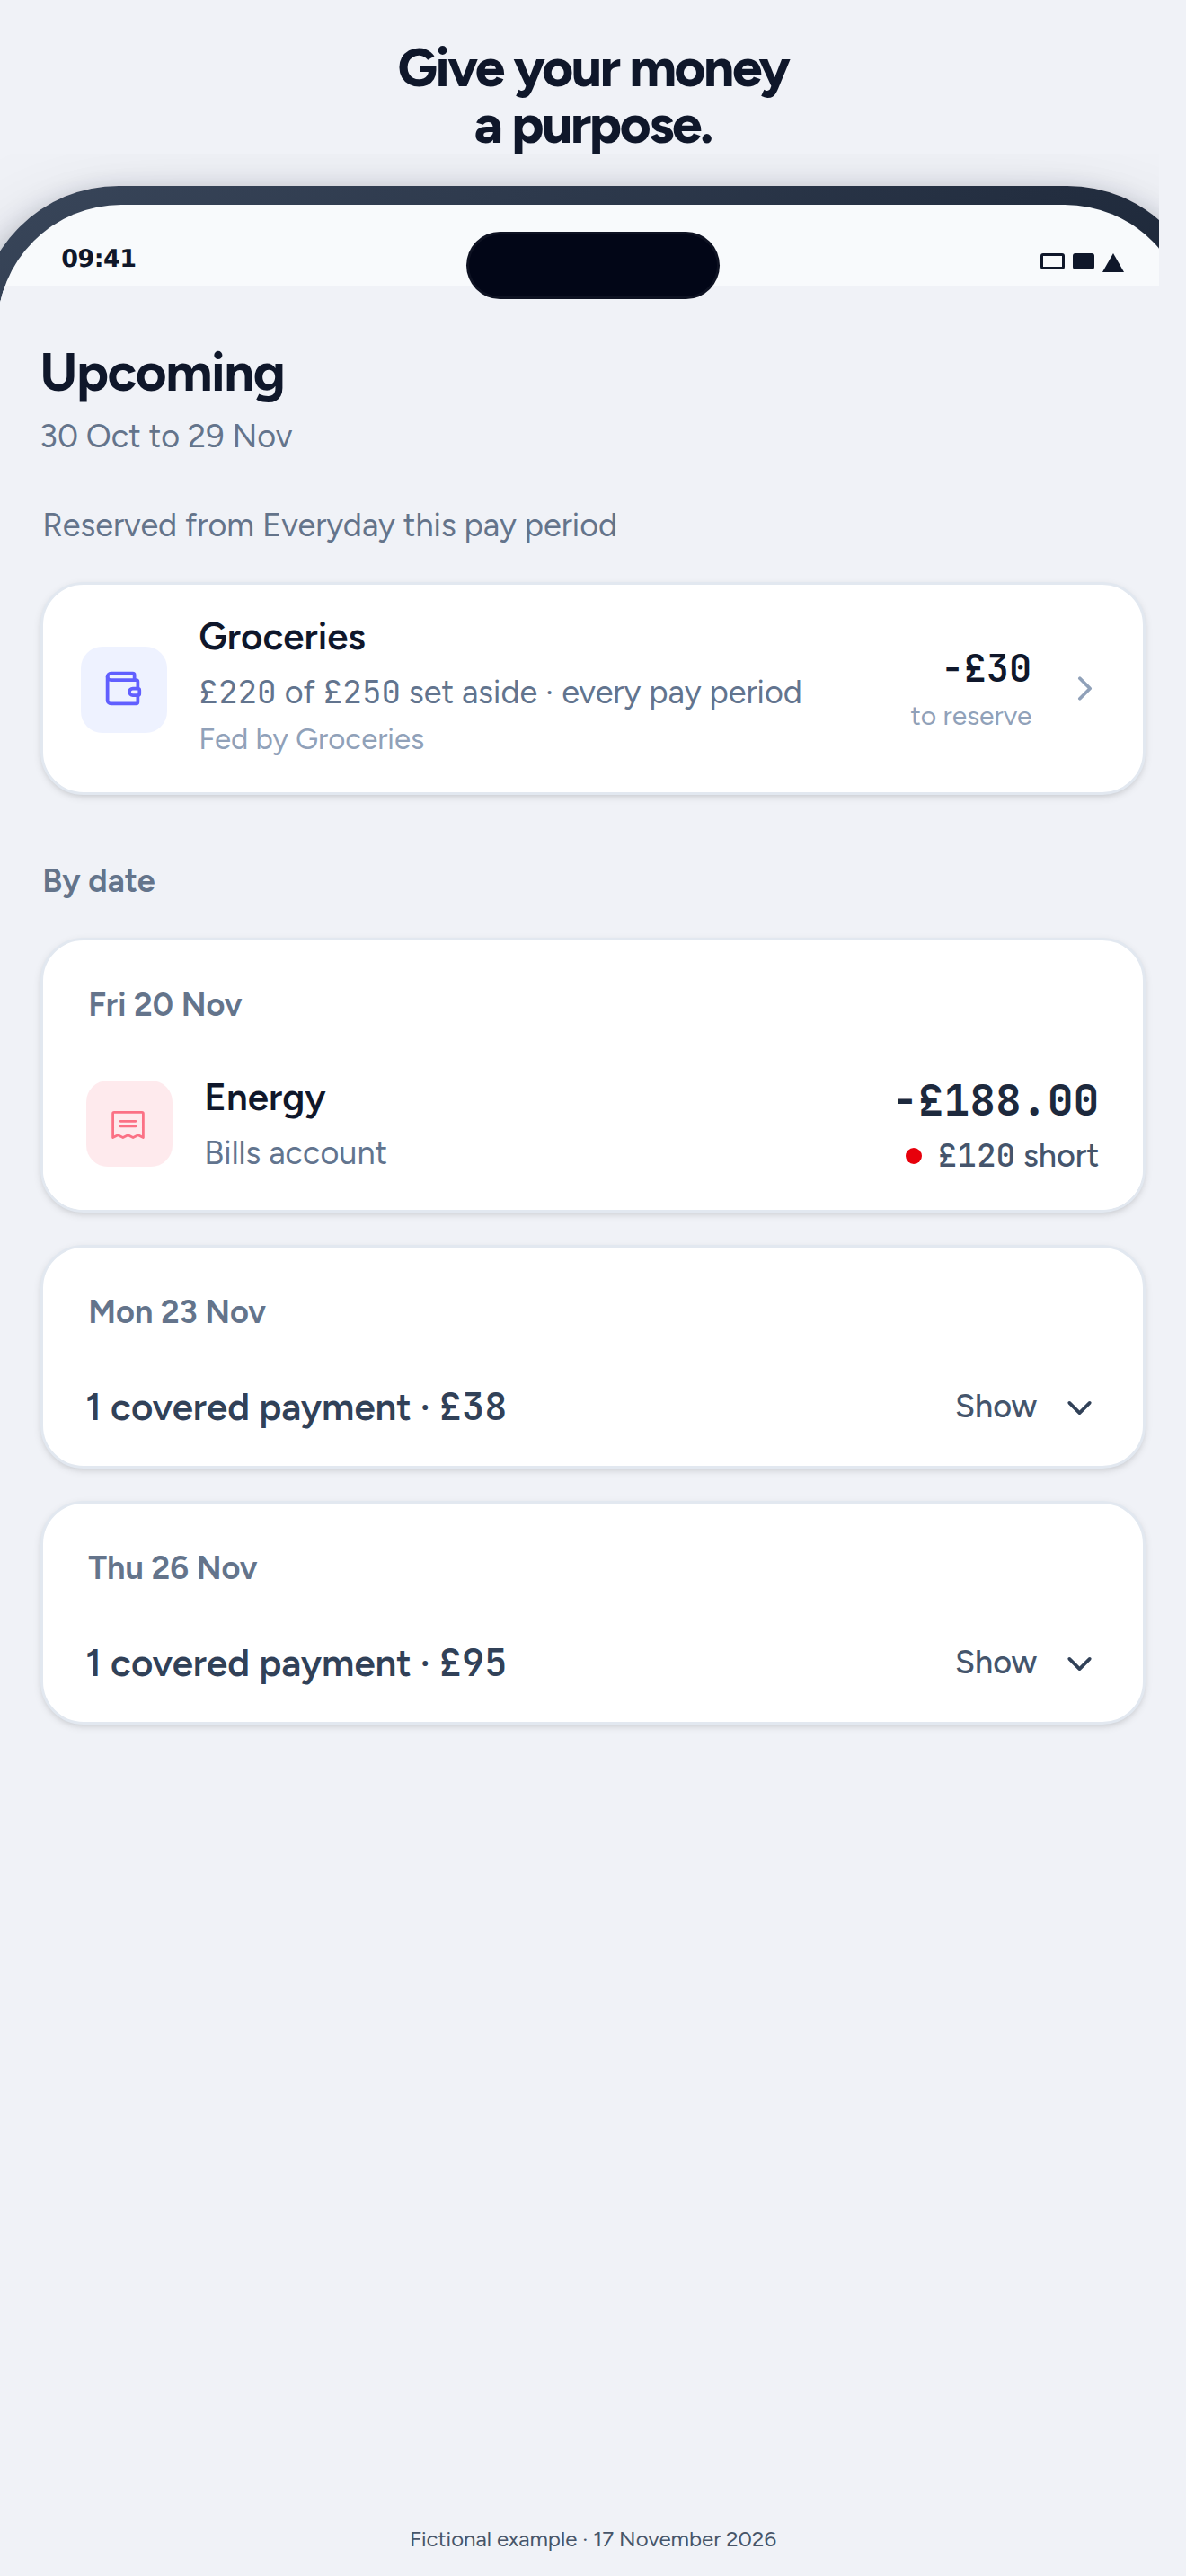 Give your money
a purpose.
09:41
Upcoming
30 Oct to 29 Nov
Reserved from Everyday this pay period
Groceries
£220 of £250 set aside · every pay period
Fed by Groceries
-£30
to reserve
By date
Fri 20 Nov
Energy
Bills account
-£188.00
£120 short
Mon 23 Nov
1 covered payment · £38
Show
Thu 26 Nov
1 covered payment · £95
Show
Fictional example · 17 November 2026